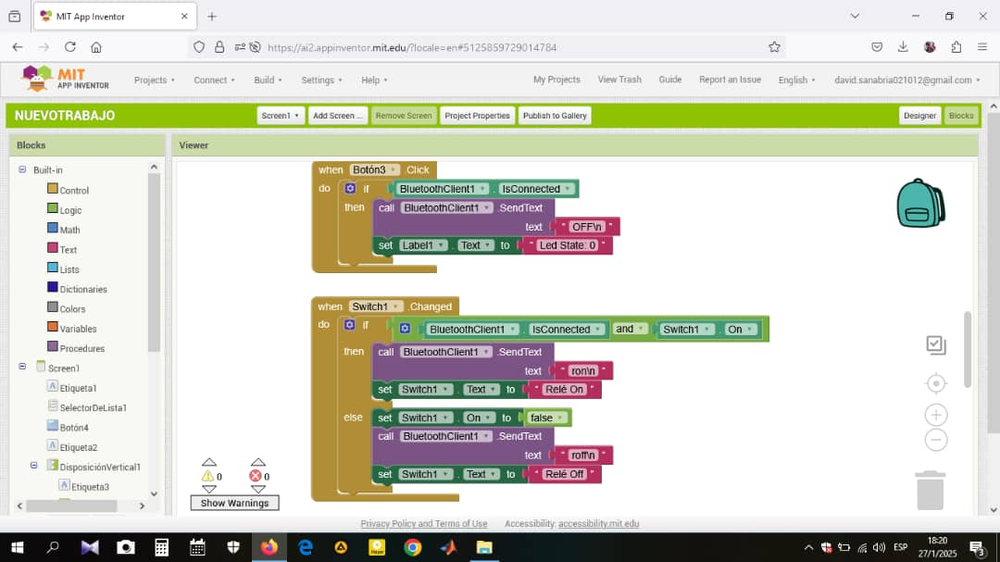 MIT App Inventor
https://ai2.appinventor.mit.edu/?locale=en#5125859729014784
MIT
APP INVENTOR
Projects
Connect
Build
Settings
Help
My Projects
View Trash
Guide
Report an Issue
English
david.sanabria021012@gmail.com
NUEVOTRABAJO
Screen1
Add Screen ...
Remove Screen
Project Properties
Publish to Gallery
Designer
Blocks
Blocks
Viewer
Built-in
Control
Logic
Math
Text
Lists
Dictionaries
Colors
Variables
Procedures
Screen1
Etiqueta1
SelectorDeLista1
Botón4
Etiqueta2
DisposiciónVertical1
Etiqueta3
when Botón3 .Click
do if BluetoothClient1 . IsConnected
then call BluetoothClient1 .SendText
text " OFF\n "
set Label1 . Text to " Led State: 0 "
when Switch1 .Changed
do if BluetoothClient1 . IsConnected and Switch1 . On
then call BluetoothClient1 .SendText
text " ron\n "
set Switch1 . Text to " Relé On "
else set Switch1 . On to false
call BluetoothClient1 .SendText
text " roff\n "
set Switch1 . Text to " Relé Off "
0 0
Show Warnings
Privacy Policy and Terms of Use Accessibility: accessibility.mit.edu
ESP
18:20
27/1/2025
3